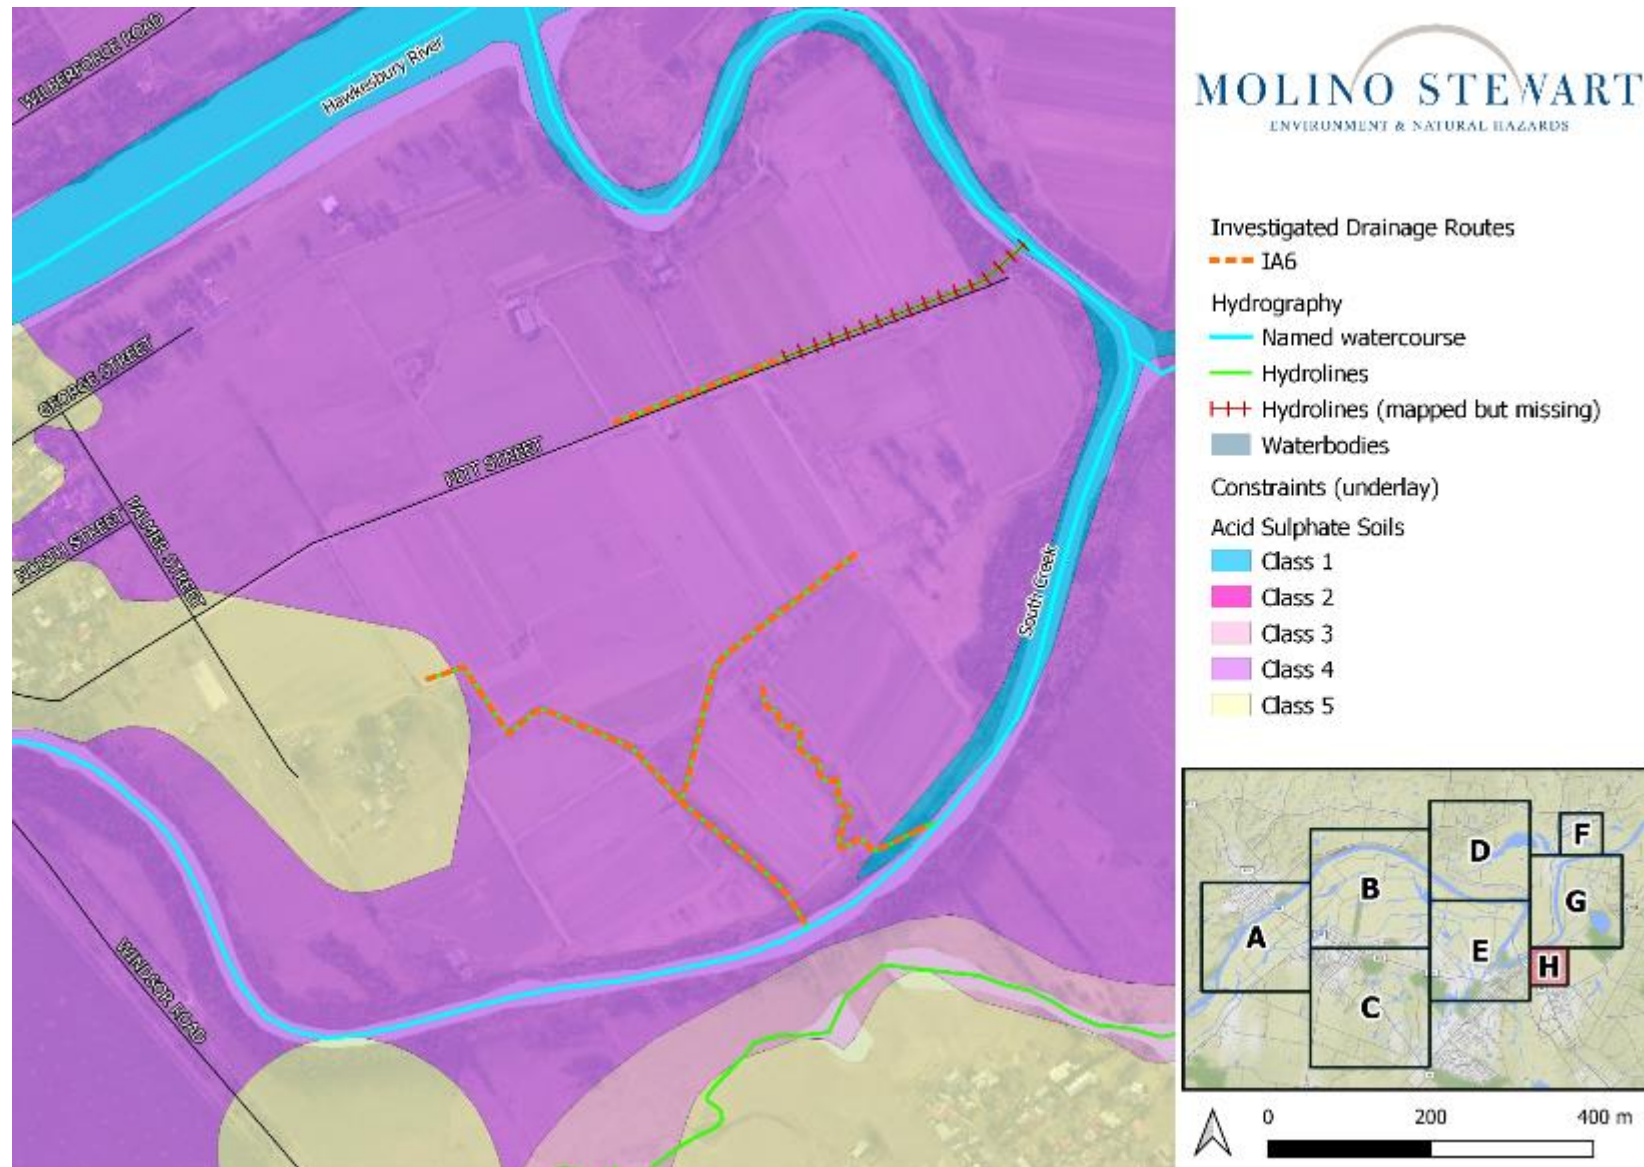 WILBERFORCE ROAD
Hawkesbury River
GEORGE STREET
PITT STREET
NORTH STREET
PALMER STREET
South Creek
WINDSOR ROAD
MOLINO STEWART
ENVIRONMENT & NATURAL HAZARDS
Investigated Drainage Routes
IA6
Hydrography
Named watercourse
Hydrolines
Hydrolines (mapped but missing)
Waterbodies
Constraints (underlay)
Acid Sulphate Soils
Class 1
Class 2
Class 3
Class 4
Class 5
A
B
C
D
E
F
G
H
0 200 400 m